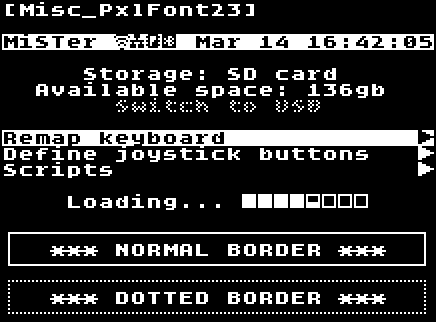 [Misc_PxlFont23]
MiSTer Mar 14 16:42:05
Storage: SD card
Available space: 136gb
Switch to USB
Remap keyboard
Define joystick buttons
Scripts
Loading...
*** NORMAL BORDER ***
*** DOTTED BORDER ***